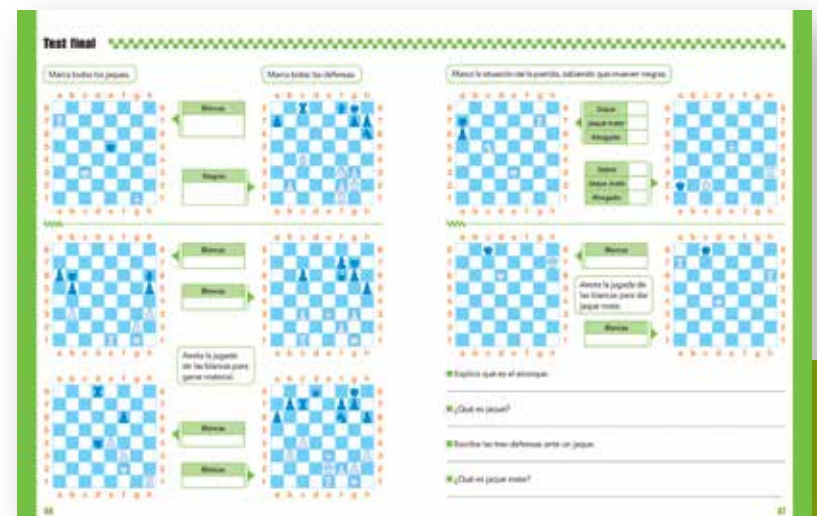 Test final
Marca todos los jaques.
Marca todas las defensas.
Blancas
Negras
Blancas
Blancas
Anota la jugada
de las blancas para
ganar material.
Blancas
Blancas
66
Marca la situación de la partida, sabiendo que mueven negras.
Jaque
Jaque mate
Ahogado
Jaque
Jaque mate
Ahogado
Blancas
Anota la jugada de
las blancas para dar
jaque mate.
Blancas
Explica qué es el enroque.
¿Qué es jaque?
Escribe las tres defensas ante un jaque.
¿Qué es jaque mate?
67